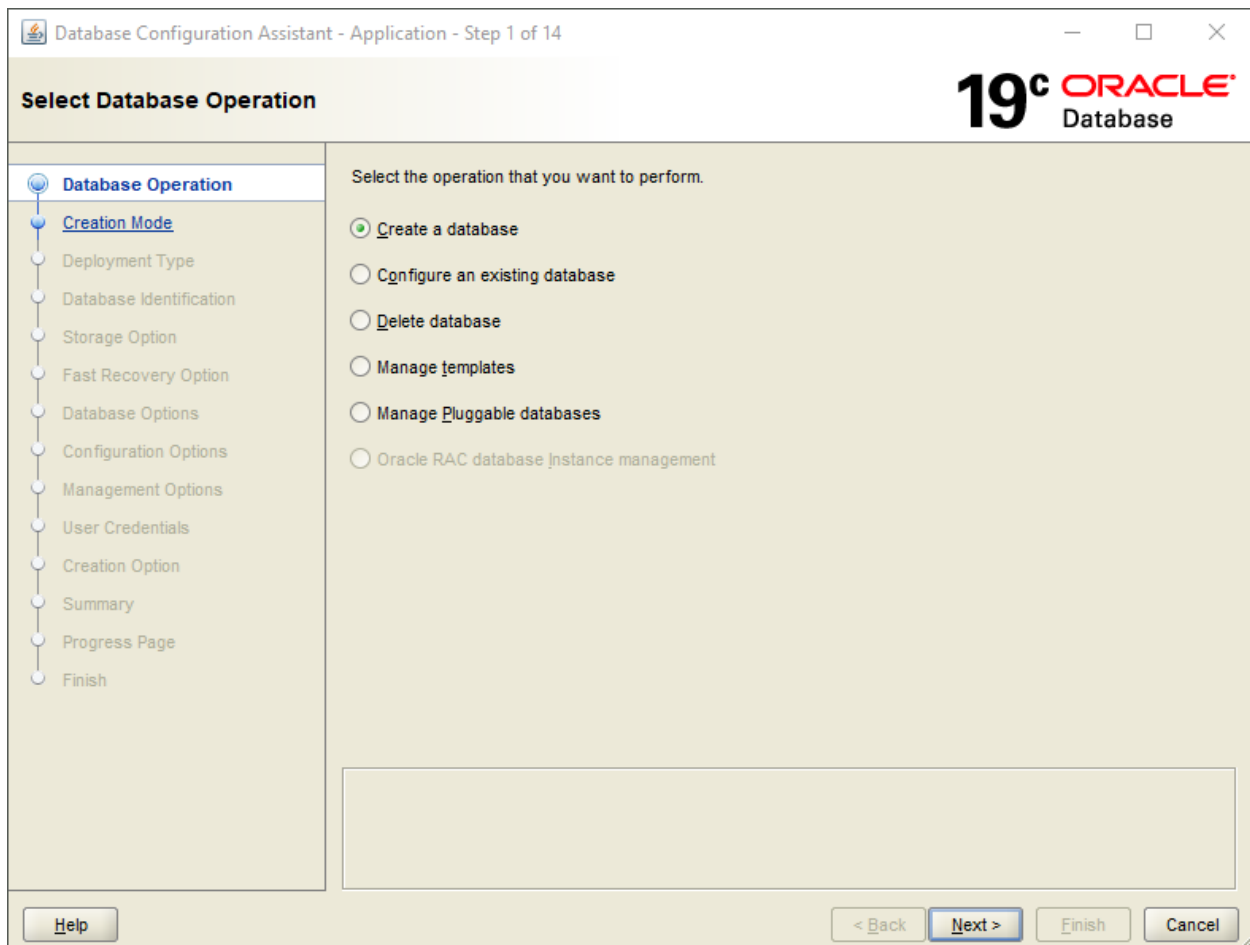 Database Configuration Assistant - Application - Step 1 of 14
Select Database Operation
19c ORACLE
Database
Database Operation
Creation Mode
Deployment Type
Database Identification
Storage Option
Fast Recovery Option
Database Options
Configuration Options
Management Options
User Credentials
Creation Option
Summary
Progress Page
Finish
Select the operation that you want to perform.
Create a database
Configure an existing database
Delete database
Manage templates
Manage Pluggable databases
Oracle RAC database Instance management
Help
< Back
Next >
Finish
Cancel